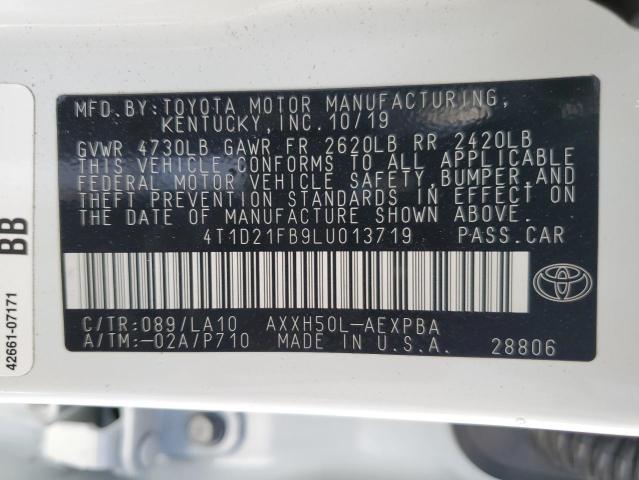 MFD. BY: TOYOTA MOTOR MANUFACTURING,
KENTUCKY, INC. 10/19
GVWR 4730LB GAWR FR 2620LB RR 2420LB
THIS VEHICLE CONFORMS TO ALL APPLICABLE
FEDERAL MOTOR VEHICLE SAFETY, BUMPER, AND
THEFT PREVENTION STANDARDS IN EFFECT ON
THE DATE OF MANUFACTURE SHOWN ABOVE.
4T1D21FB9LU013719 PASS. CAR
TOYOTA
C/TR: 089/LA10 AXXH50L-AEXPBA
A/TM: -02A/P710 MADE IN U.S.A. 28806
BB
42661-07171